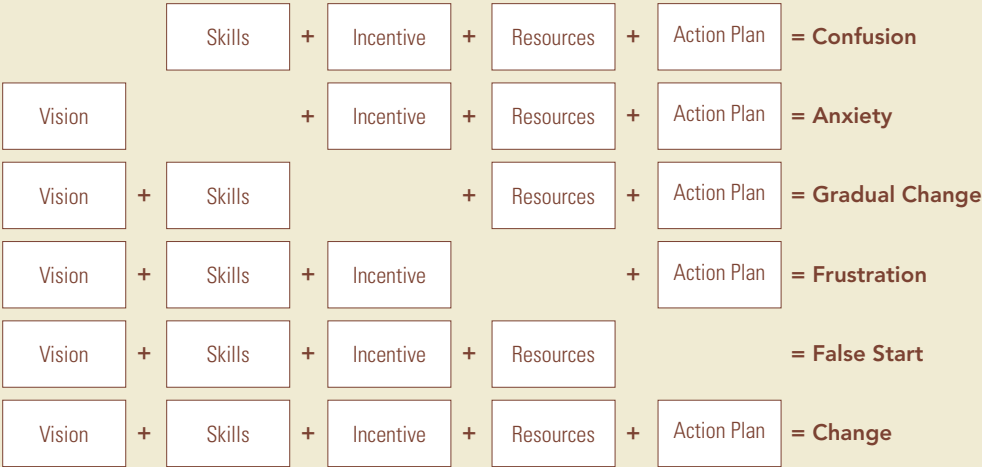 Skills + Incentive + Resources + Action Plan = Confusion
Vision + Incentive + Resources + Action Plan = Anxiety
Vision + Skills + Resources + Action Plan = Gradual Change
Vision + Skills + Incentive + Action Plan = Frustration
Vision + Skills + Incentive + Resources = False Start
Vision + Skills + Incentive + Resources + Action Plan = Change